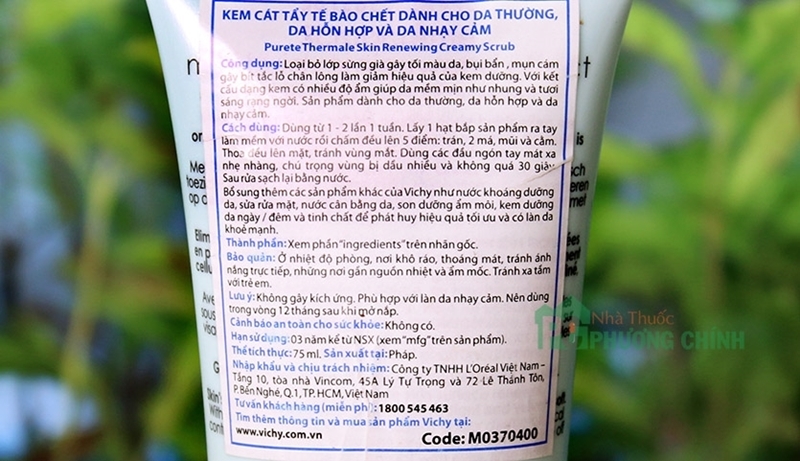 KEM CÁT TẨY TẾ BÀO CHẾT DÀNH CHO DA THƯỜNG,
DA HỖN HỢP VÀ DA NHẠY CẢM
Purete Thermale Skin Renewing Creamy Scrub
Công dụng: Loại bỏ lớp sừng già gây tối màu da, bụi bẩn , mụn cám
gây bít tắc lỗ chân lông làm giảm hiệu quả của kem dưỡng. Với kết
cấu dạng kem có nhiều độ ẩm giúp da mềm mịn như nhung và tươi
sáng rạng ngời. Sản phẩm dành cho da thường, da hỗn hợp và da
nhạy cảm.
Cách dùng: Dùng từ 1 - 2 lần 1 tuần. Lấy 1 hạt bắp sản phẩm ra tay
làm mềm với nước rồi chấm đều lên 5 điểm: trán, 2 má, mũi và cằm.
Thoa đều lên mặt, tránh vùng mắt. Dùng các đầu ngón tay mát xa
nhẹ nhàng, chú trọng vùng bị dầu nhiều và không quá 30 giây
Sau rửa sạch lại bằng nước.
Bổ sung thêm các sản phẩm khác của Vichy như nước khoáng dưỡng
da, sữa rửa mặt, nước cân bằng da, son dưỡng ẩm môi, kem dưỡng
da ngày / đêm và tinh chất để phát huy hiệu quả tối ưu và có làn da
khoẻ mạnh.
Thành phần: Xem phần "ingredients" trên nhãn gốc.
Bảo quản: Ở nhiệt độ phòng, nơi khô ráo, thoáng mát, tránh ánh
nắng trực tiếp, những nơi gần nguồn nhiệt và ẩm mốc. Tránh xa tầm
với trẻ em.
Lưu ý: Không gây kích ứng. Phù hợp với làn da nhạy cảm. Nên dùng
trong vòng 12 tháng sau khi mở nắp.
Cảnh báo an toàn cho sức khỏe: Không có.
Hạn sử dụng: 03 năm kể từ NSX (xem "mfg" trên sản phẩm).
Thể tích thực: 75 ml. Sản xuất tại: Pháp.
Nhập khẩu và chịu trách nhiệm: Công ty TNHH L'Oréal Việt Nam –
Tầng 10, tòa nhà Vincom, 45A Lý Tự Trọng và 72 Lê Thánh Tôn,
P.Bến Nghé, Q.1, TP.HCM, Việt Nam
Tư vấn khách hàng (miễn phí): 1800 545 463
Tìm thêm thông tin và mua sản phẩm Vichy tại:
www.vichy.com.vn Code: M0370400
Nhà Thuốc
PHƯƠNG CHÍNH